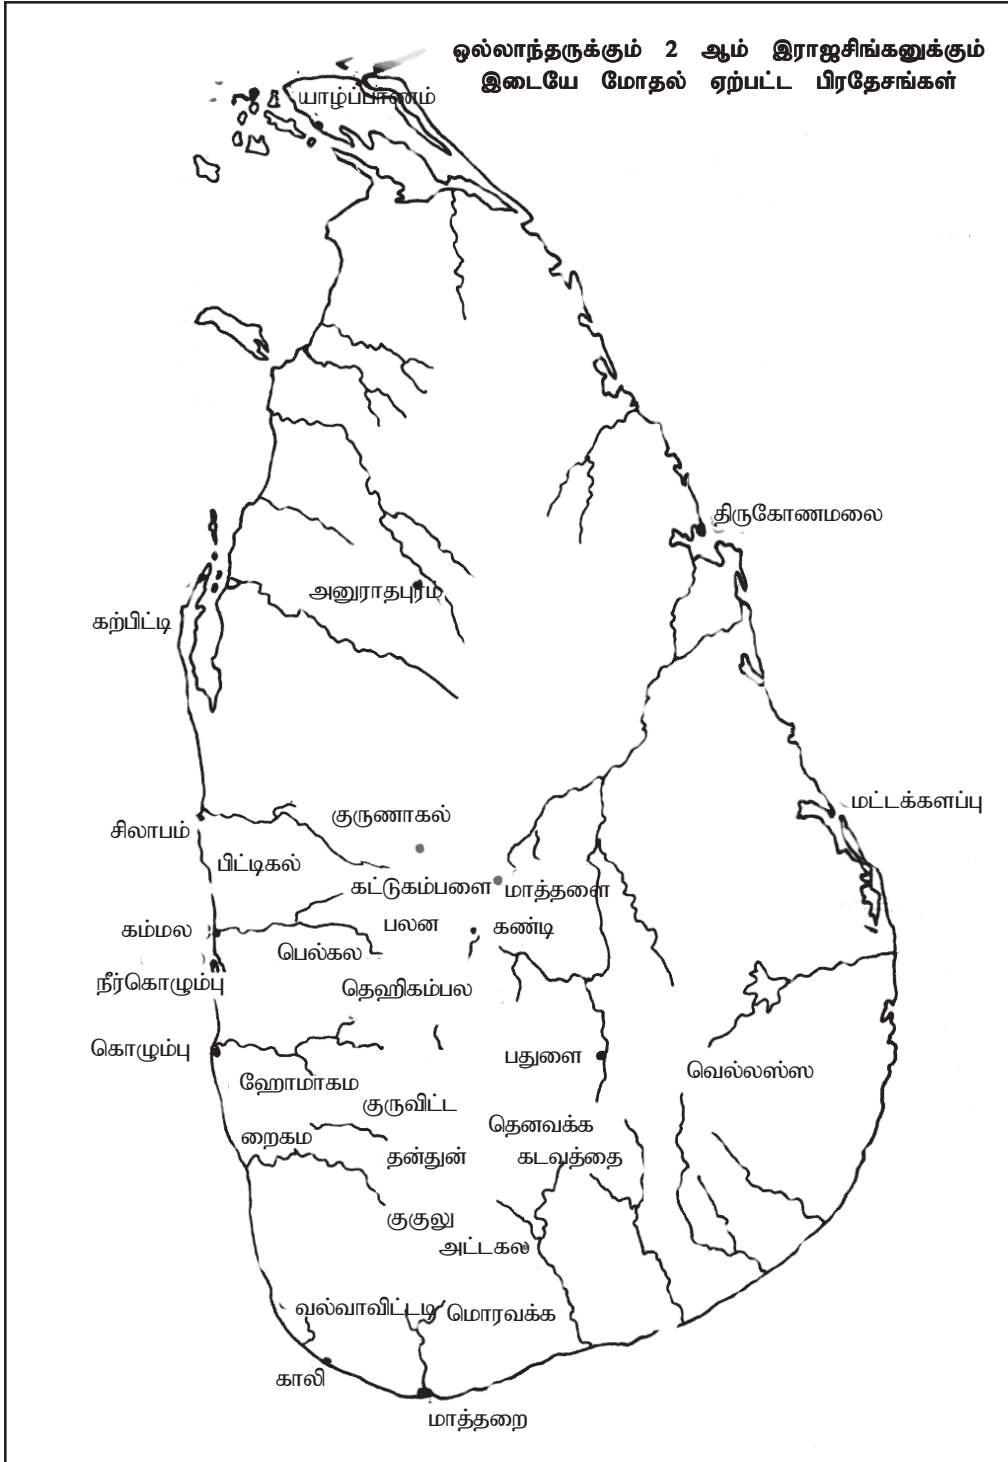 ஒல்லாந்தருக்கும் 2 ஆம் இராஜசிங்கனுக்கும்
இடையே மோதல் ஏற்பட்ட பிரதேசங்கள்
யாழ்ப்பாணம்
திருகோணமலை
அனுராதபுரம்
கற்பிட்டி
மட்டக்களப்பு
குருணாகல்
சிலாபம்
பிட்டிகல்
கட்டுகம்பளை
மாத்தளை
பலன
கண்டி
கம்மல
பெல்கல
நீர்கொழும்பு
தெஹிகம்பல
கொழும்பு
பதுளை
வெல்லஸ்ஸ
ஹோமாகம
குருவிட்ட
தெனவக்க
றைகம
தன்துன்
கடவத்தை
குகுலு
அட்டகல
வல்வாவிட்டடி
மொரவக்க
காலி
மாத்தறை